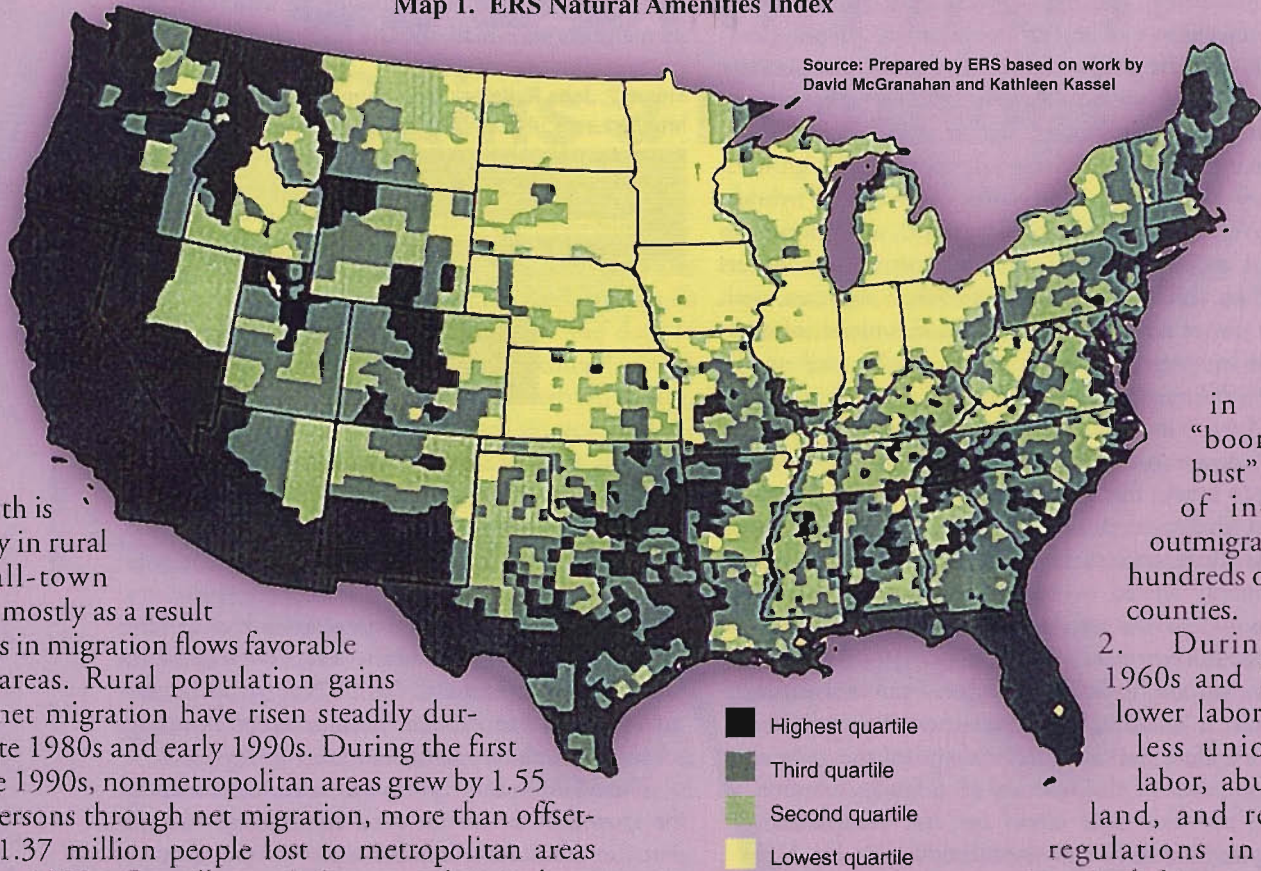 Map 1. ERS Natural Amenities Index
Source: Prepared by ERS based on work by
David McGranahan and Kathleen Kassel
th is
y in rural
all-town
mostly as a result
s in migration flows favorable
areas. Rural population gains
net migration have risen steadily dur-
te 1980s and early 1990s. During the first
e 1990s, nonmetropolitan areas grew by 1.55
ersons through net migration, more than offset-
1.37 million people lost to metropolitan areas
Highest quartile
Third quartile
Second quartile
Lowest quartile
in
“boom
bust”
of in-
outmigra
hundreds o
counties.
2. Durin
1960s and
lower labor
less unio
labor, abu
land, and re
regulations in